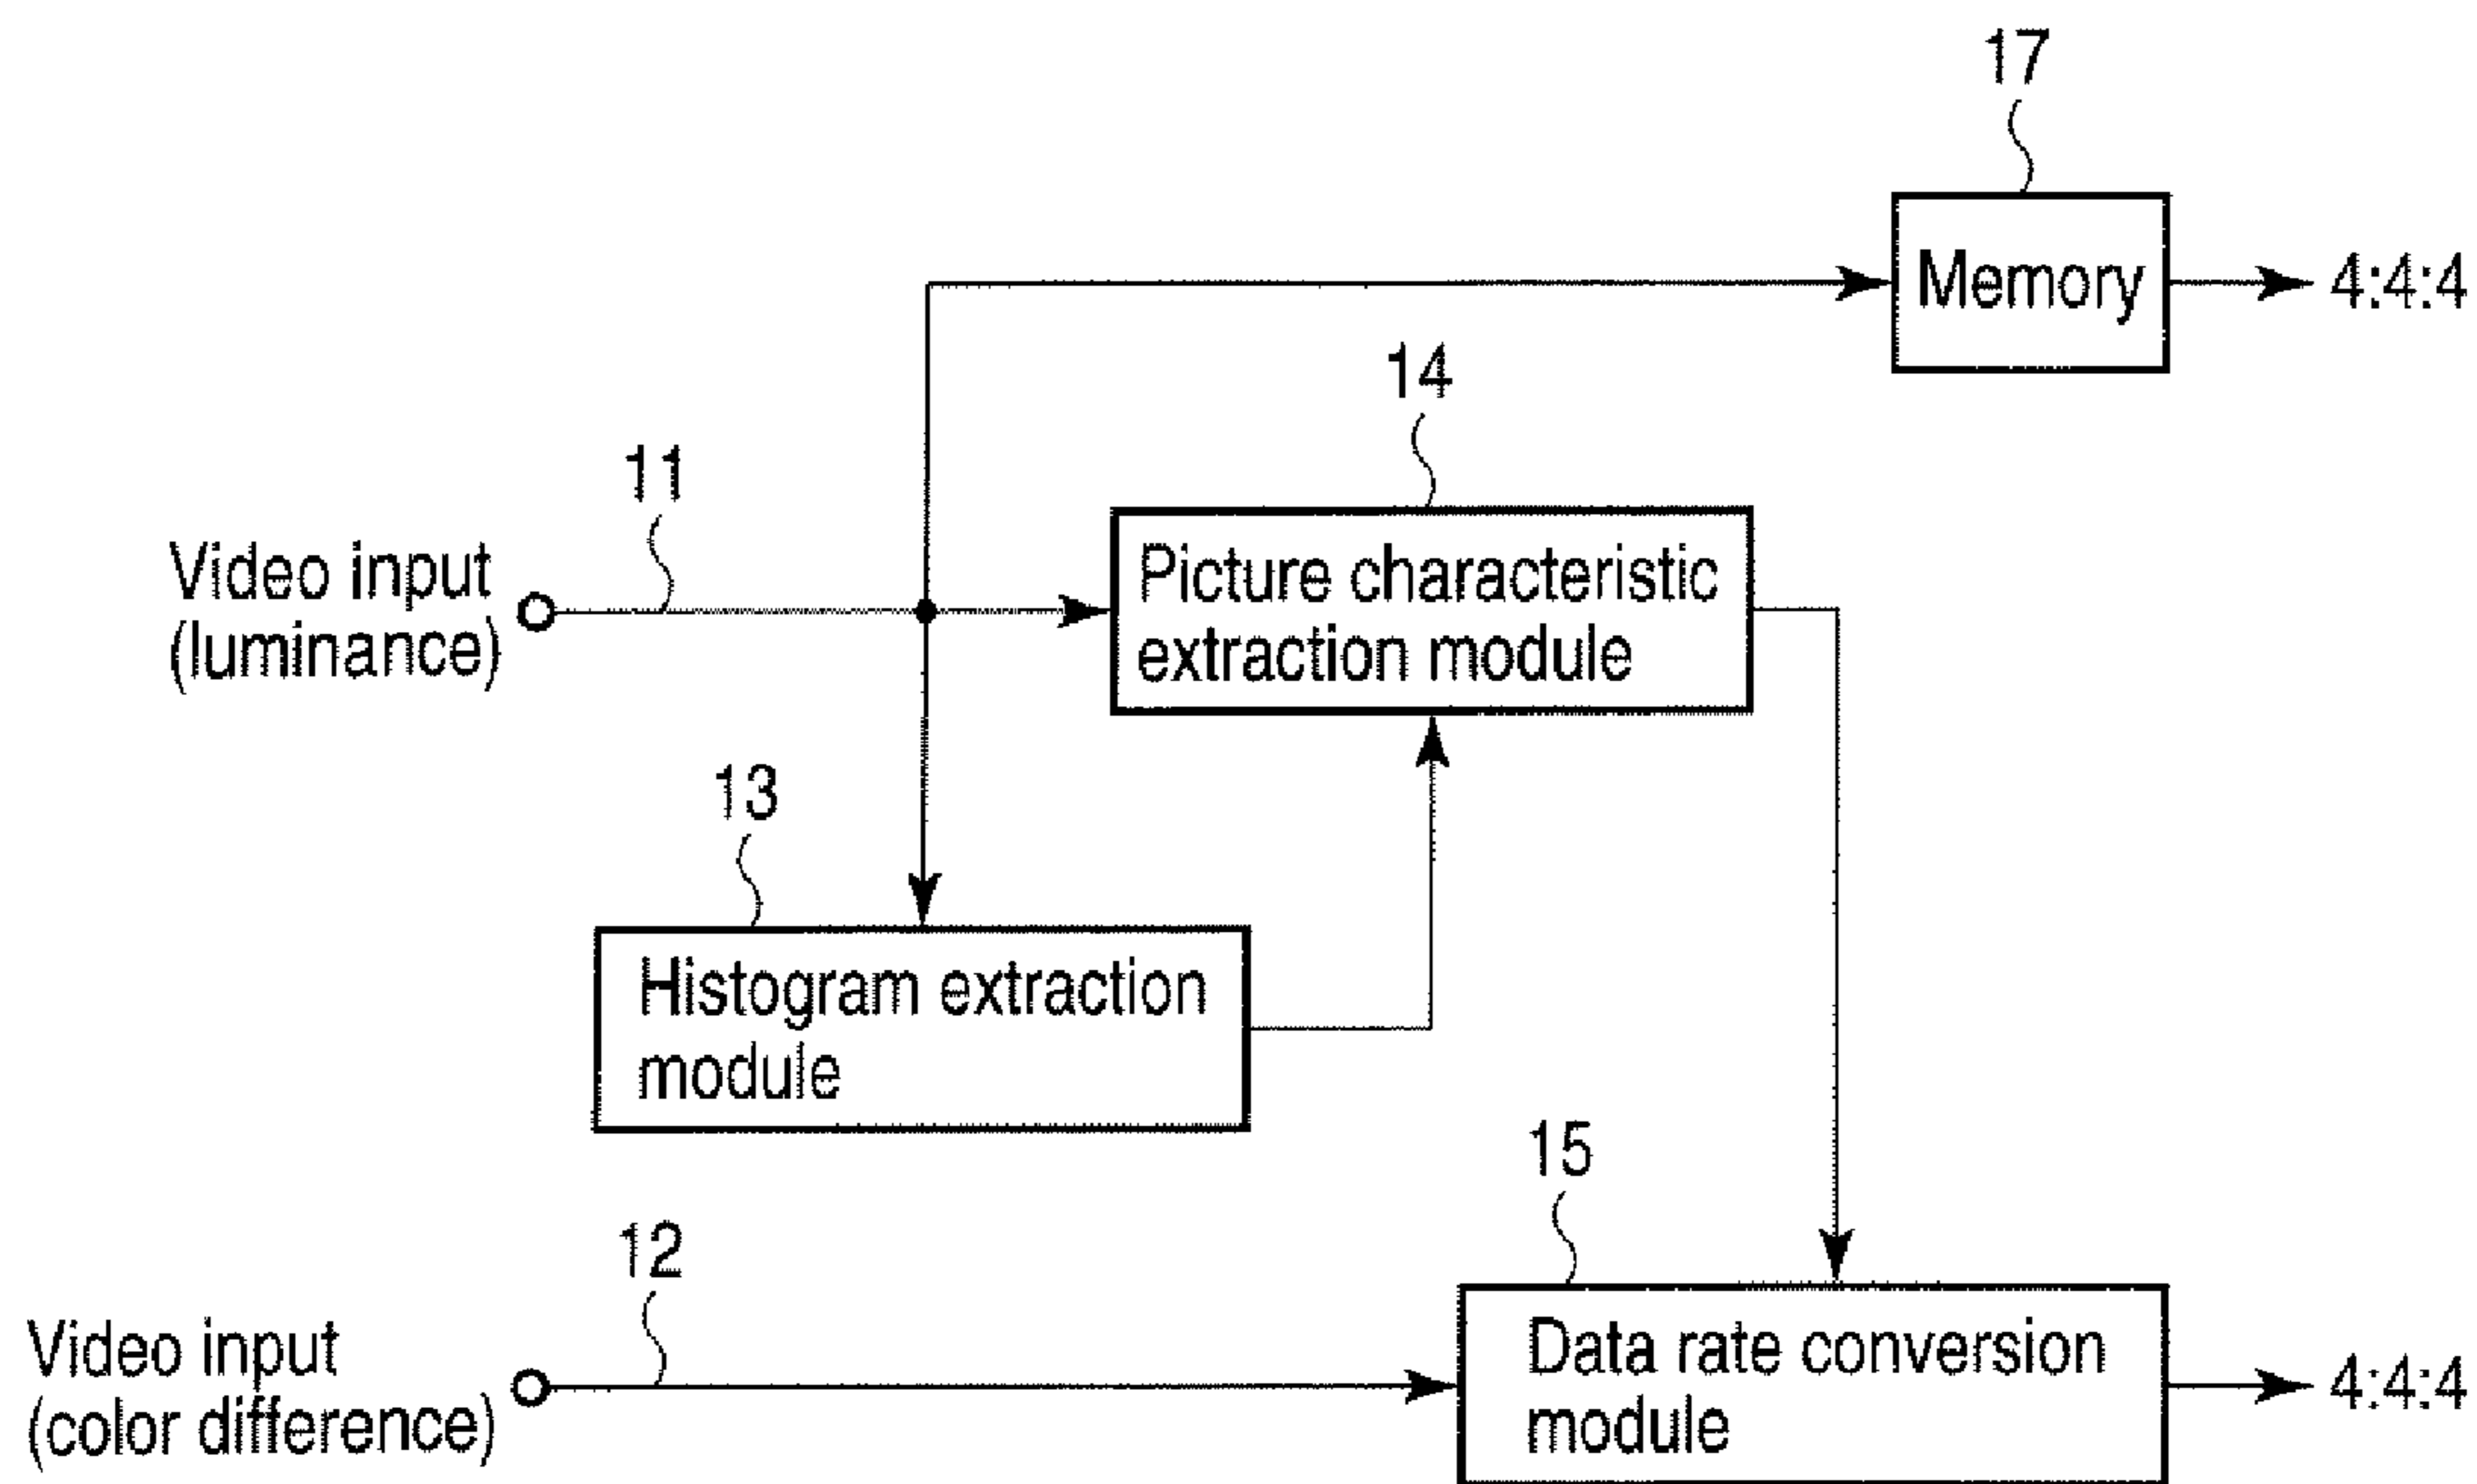 17
Memory
4:4:4
14
11
Video input
(luminance)
Picture characteristic
extraction module
13
Histogram extraction
module
15
12
Video input
(color difference)
Data rate conversion
module
4:4:4